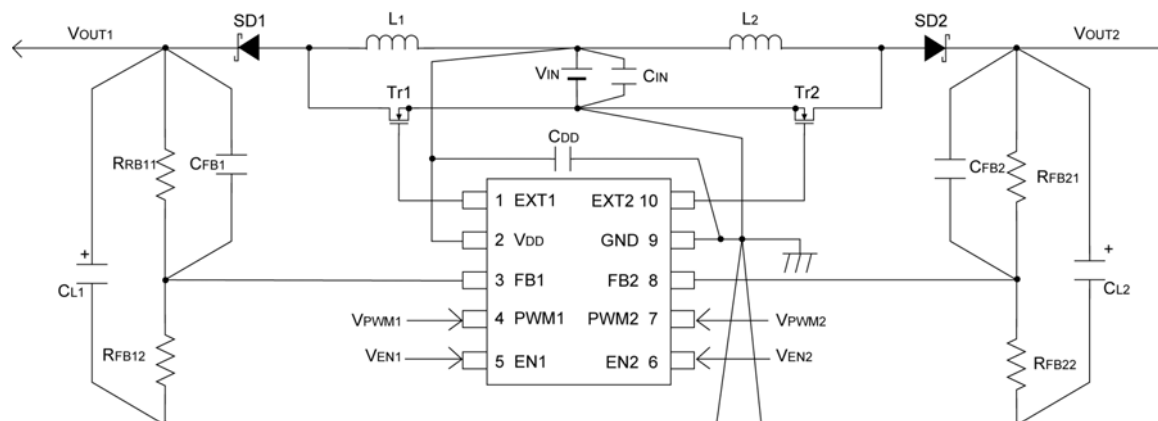 VOUT1
SD1
L1
L2
SD2
VOUT2
VIN
CIN
Tr1
Tr2
CDD
RRB11
CFB1
CFB2
RFB21
1 EXT1
EXT2 10
2 VDD
GND 9
3 FB1
FB2 8
+
+
CL1
CL2
VPWM1
4 PWM1
PWM2 7
VPWM2
VEN1
5 EN1
EN2 6
VEN2
RFB12
RFB22